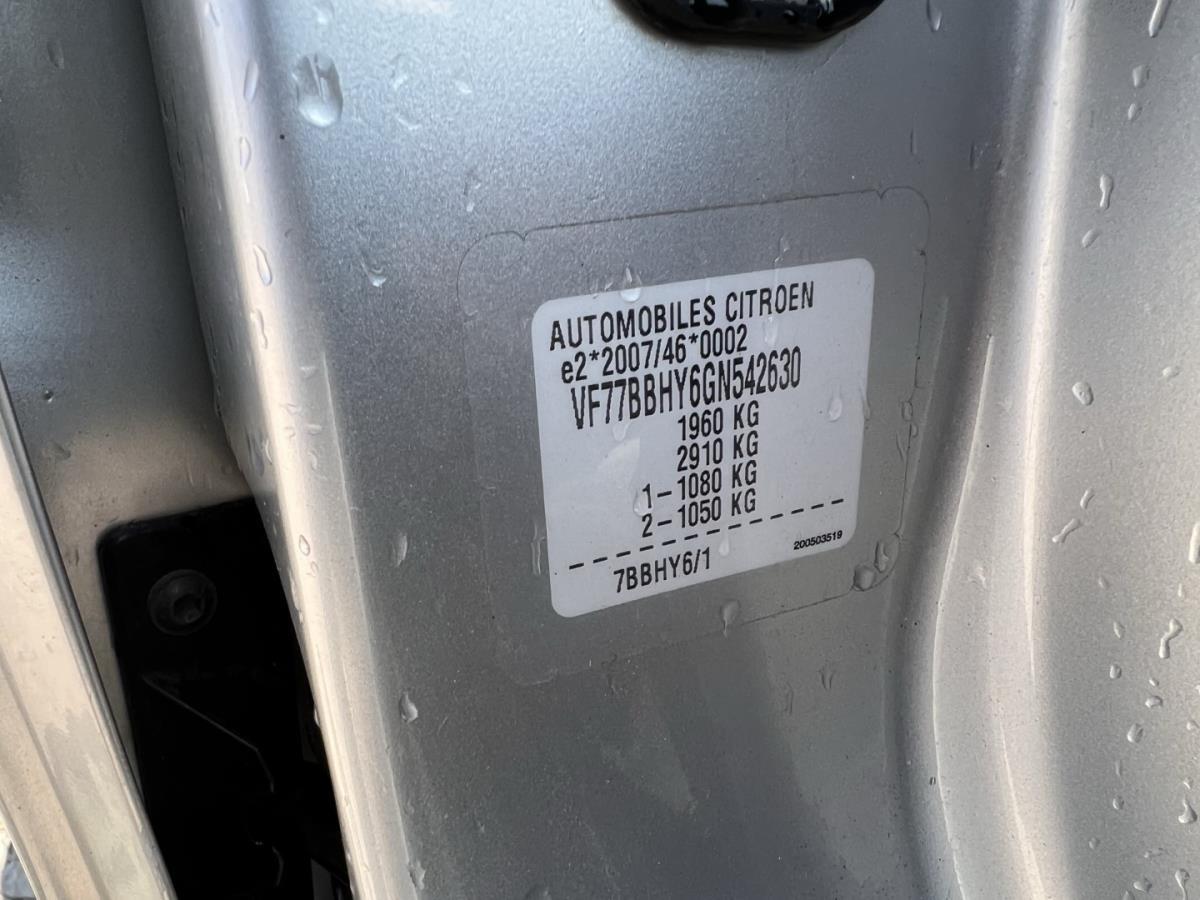 AUTOMOBILES CITROEN
e2*2007/46*0002
VF77BBHY6GN542630
1960 KG
2910 KG
1-1080 KG
2-1050 KG
7BBHY6/1
200503519